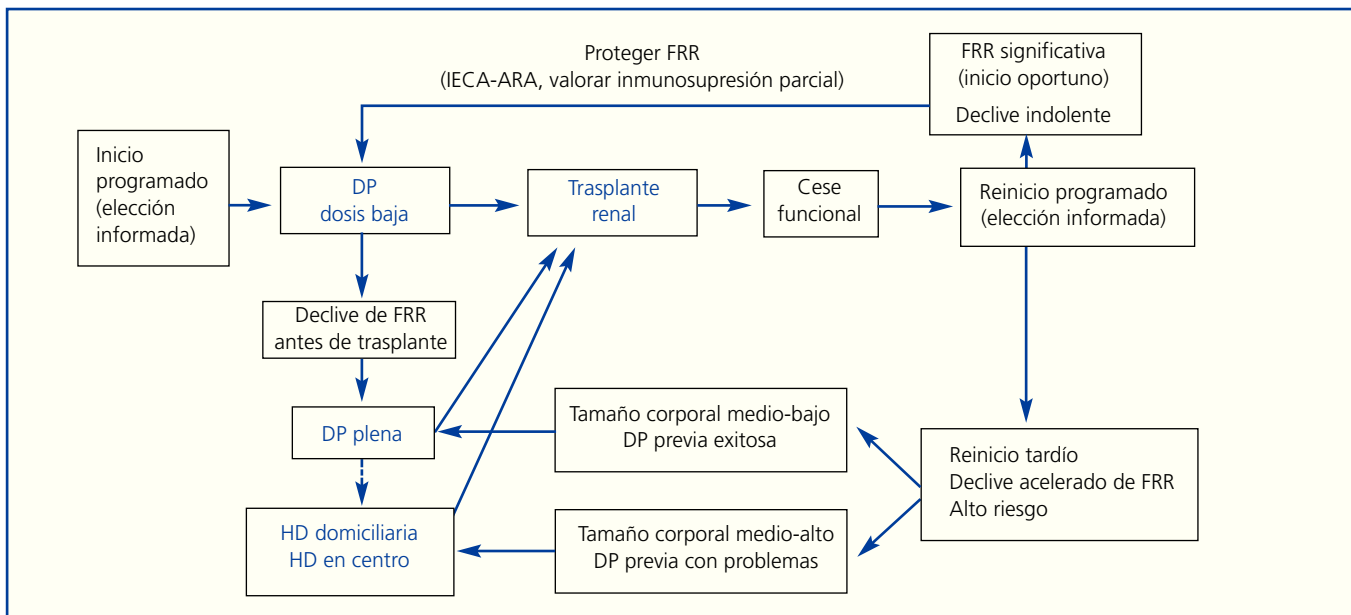 Proteger FRR
(IECA-ARA, valorar inmunosupresión parcial)
FRR significativa
(inicio oportuno)
Declive indolente
Inicio
programado
(elección
informada)
DP
dosis baja
Trasplante
renal
Cese
funcional
Reinicio programado
(elección informada)
Declive de FRR
antes de trasplante
DP plena
Tamaño corporal medio-bajo
DP previa exitosa
Reinicio tardío
Declive acelerado de FRR
Alto riesgo
HD domiciliaria
HD en centro
Tamaño corporal medio-alto
DP previa con problemas